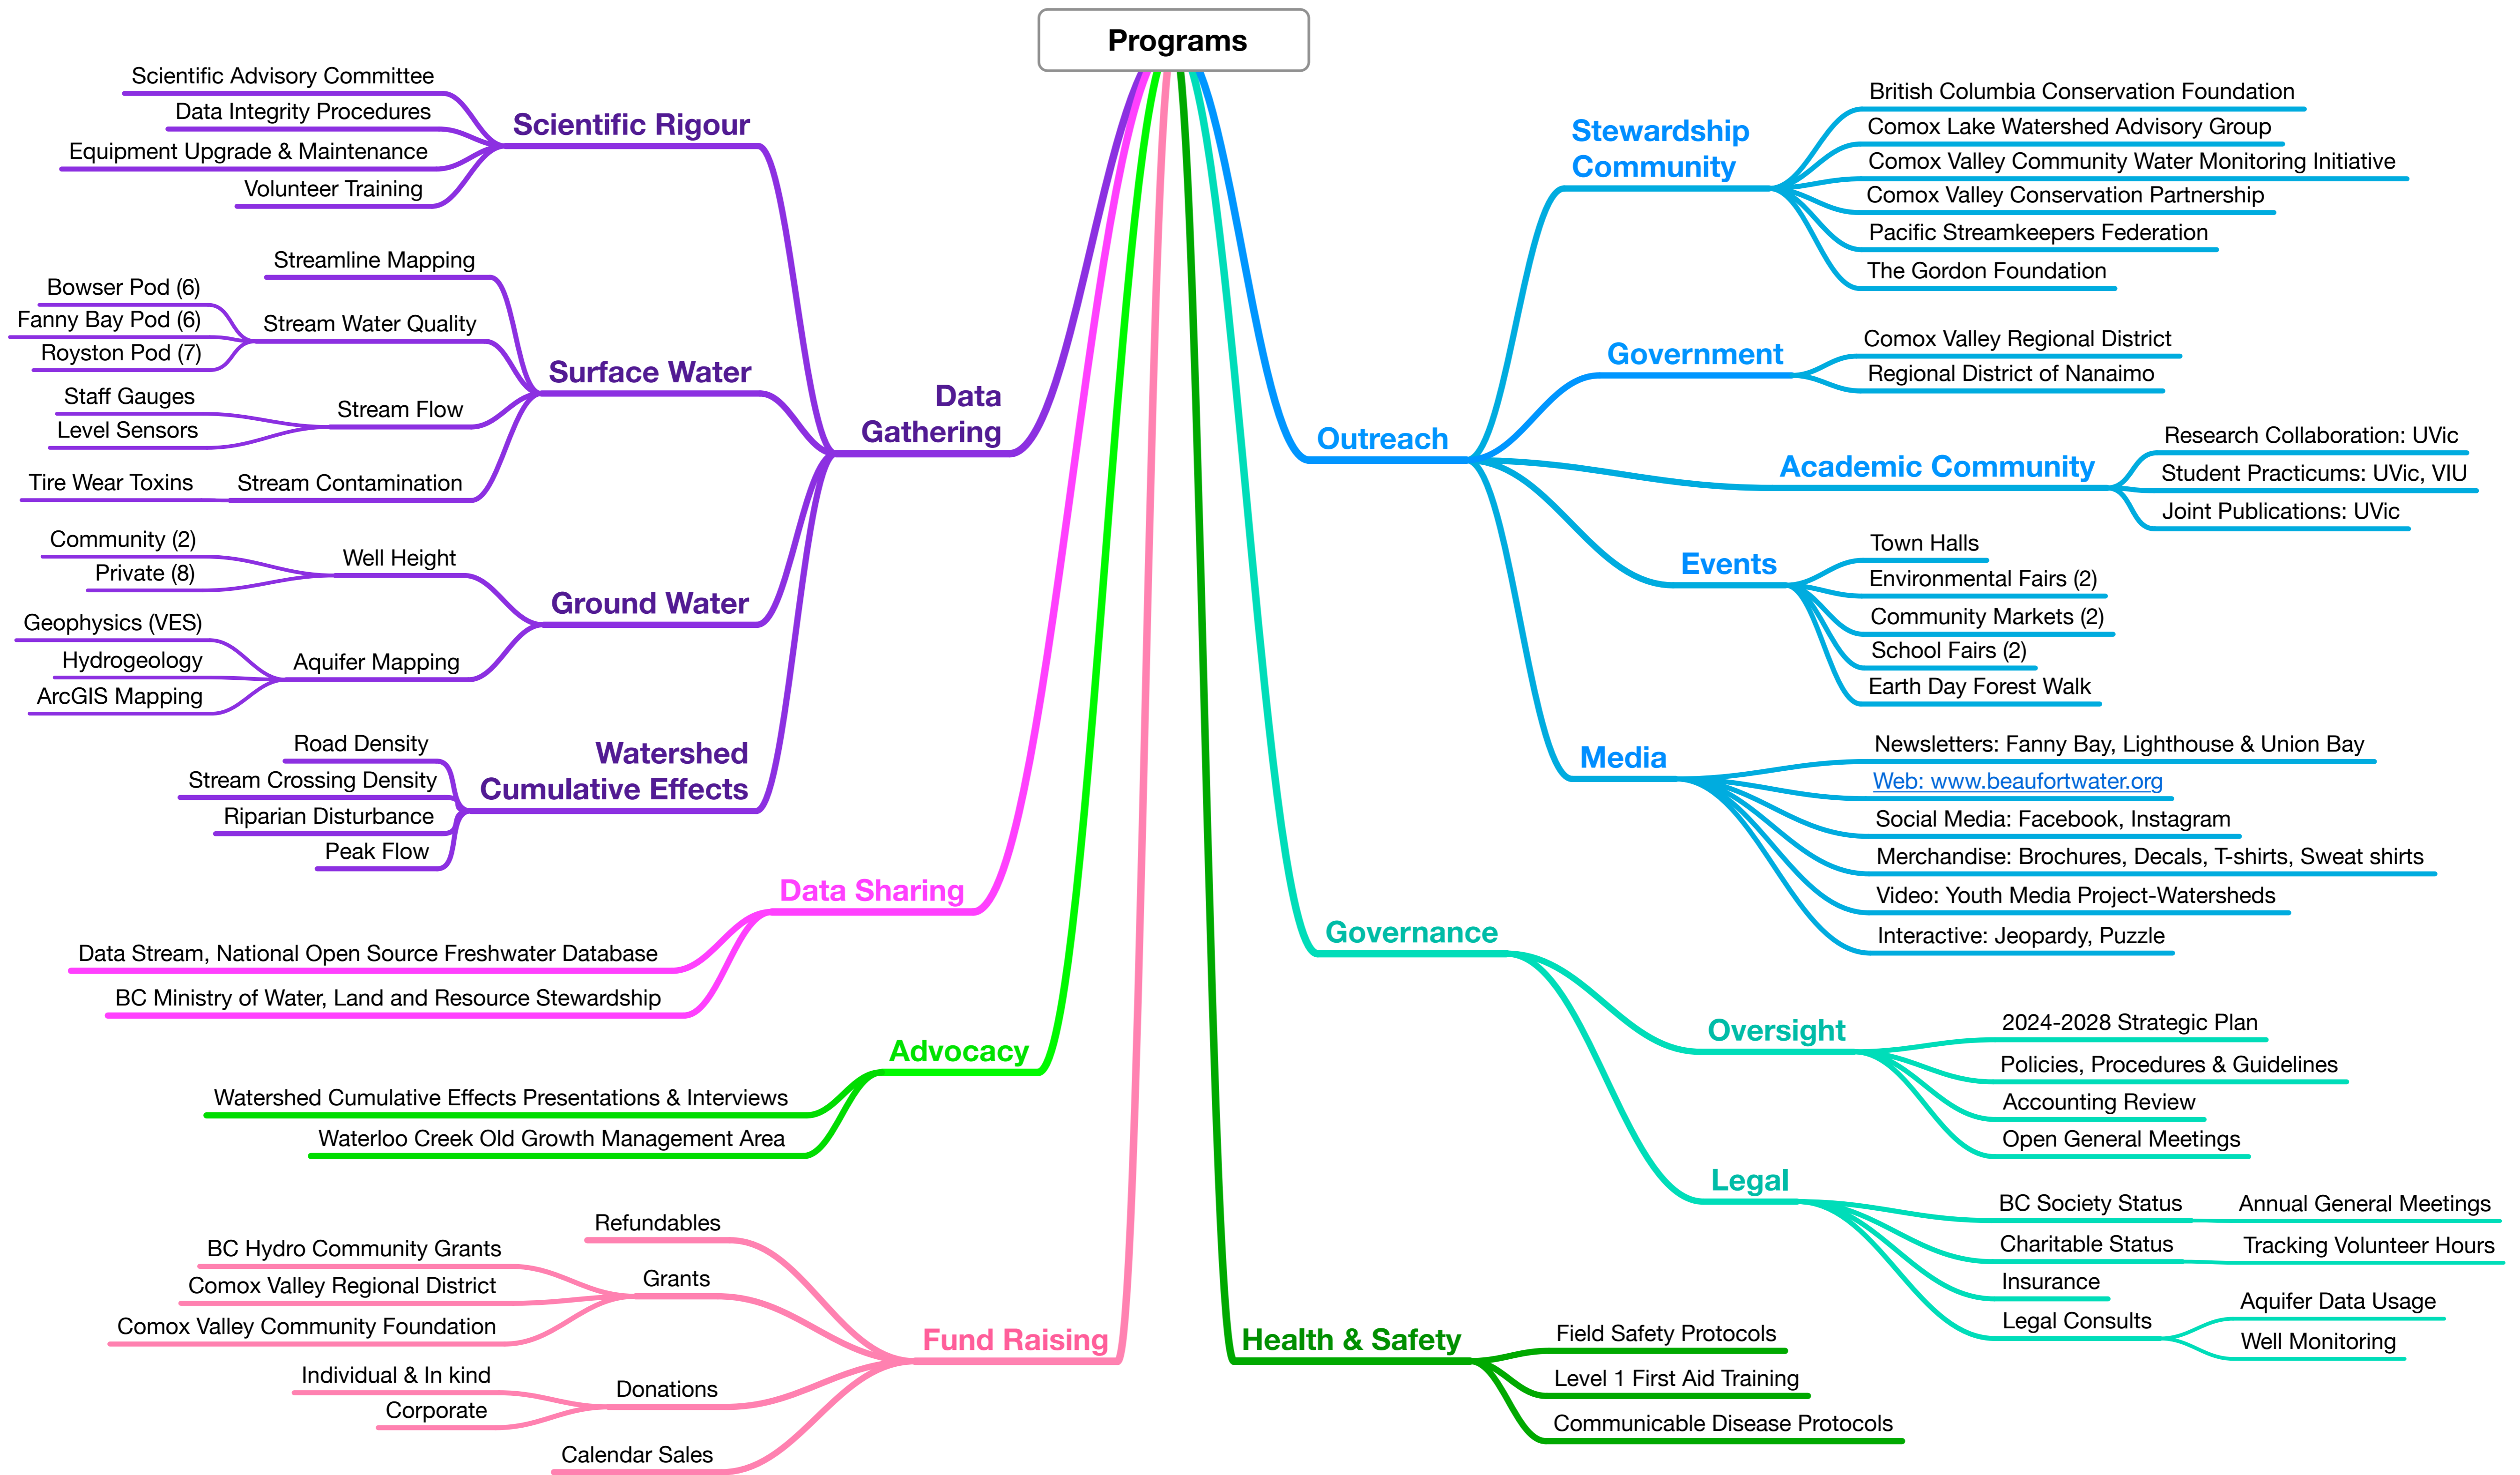 Programs
Scientific Rigour
Scientific Advisory Committee
Data Integrity Procedures
Equipment Upgrade & Maintenance
Volunteer Training
Data
Gathering
Surface Water
Streamline Mapping
Stream Water Quality
Bowser Pod (6)
Fanny Bay Pod (6)
Royston Pod (7)
Stream Flow
Staff Gauges
Level Sensors
Stream Contamination
Tire Wear Toxins
Ground Water
Well Height
Community (2)
Private (8)
Aquifer Mapping
Geophysics (VES)
Hydrogeology
ArcGIS Mapping
Watershed
Cumulative Effects
Road Density
Stream Crossing Density
Riparian Disturbance
Peak Flow
Data Sharing
Data Stream, National Open Source Freshwater Database
BC Ministry of Water, Land and Resource Stewardship
Advocacy
Watershed Cumulative Effects Presentations & Interviews
Waterloo Creek Old Growth Management Area
Fund Raising
Refundables
Grants
BC Hydro Community Grants
Comox Valley Regional District
Comox Valley Community Foundation
Donations
Individual & In kind
Corporate
Calendar Sales
Outreach
Stewardship
Community
British Columbia Conservation Foundation
Comox Lake Watershed Advisory Group
Comox Valley Community Water Monitoring Initiative
Comox Valley Conservation Partnership
Pacific Streamkeepers Federation
The Gordon Foundation
Government
Comox Valley Regional District
Regional District of Nanaimo
Academic Community
Research Collaboration: UVic
Student Practicums: UVic, VIU
Joint Publications: UVic
Events
Town Halls
Environmental Fairs (2)
Community Markets (2)
School Fairs (2)
Earth Day Forest Walk
Media
Newsletters: Fanny Bay, Lighthouse & Union Bay
Web: www.beaufortwater.org
Social Media: Facebook, Instagram
Merchandise: Brochures, Decals, T-shirts, Sweat shirts
Video: Youth Media Project-Watersheds
Interactive: Jeopardy, Puzzle
Governance
Oversight
2024-2028 Strategic Plan
Policies, Procedures & Guidelines
Accounting Review
Open General Meetings
Legal
BC Society Status
Annual General Meetings
Charitable Status
Tracking Volunteer Hours
Insurance
Legal Consults
Aquifer Data Usage
Well Monitoring
Health & Safety
Field Safety Protocols
Level 1 First Aid Training
Communicable Disease Protocols